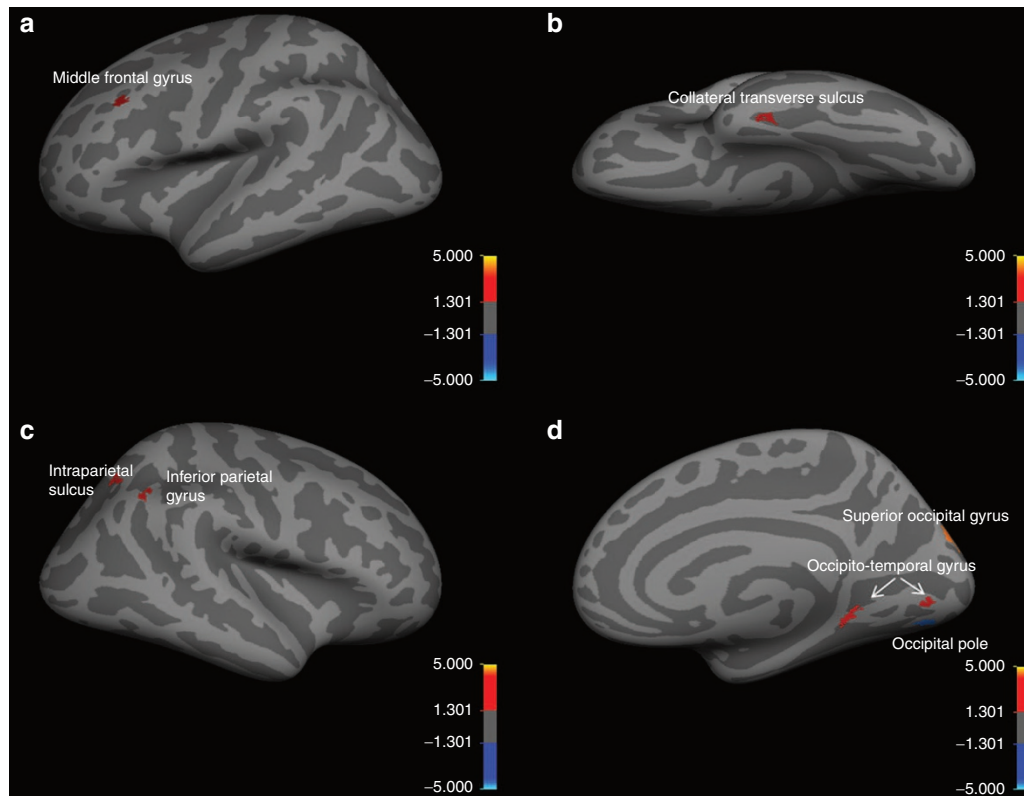 a
Middle frontal gyrus
5.000
1.301
−1.301
−5.000
b
Collateral transverse sulcus
5.000
1.301
−1.301
−5.000
c
Intraparietal
sulcus
Inferior parietal
gyrus
5.000
1.301
−1.301
−5.000
d
Superior occipital gyrus
Occipito-temporal gyrus
Occipital pole
5.000
1.301
−1.301
−5.000